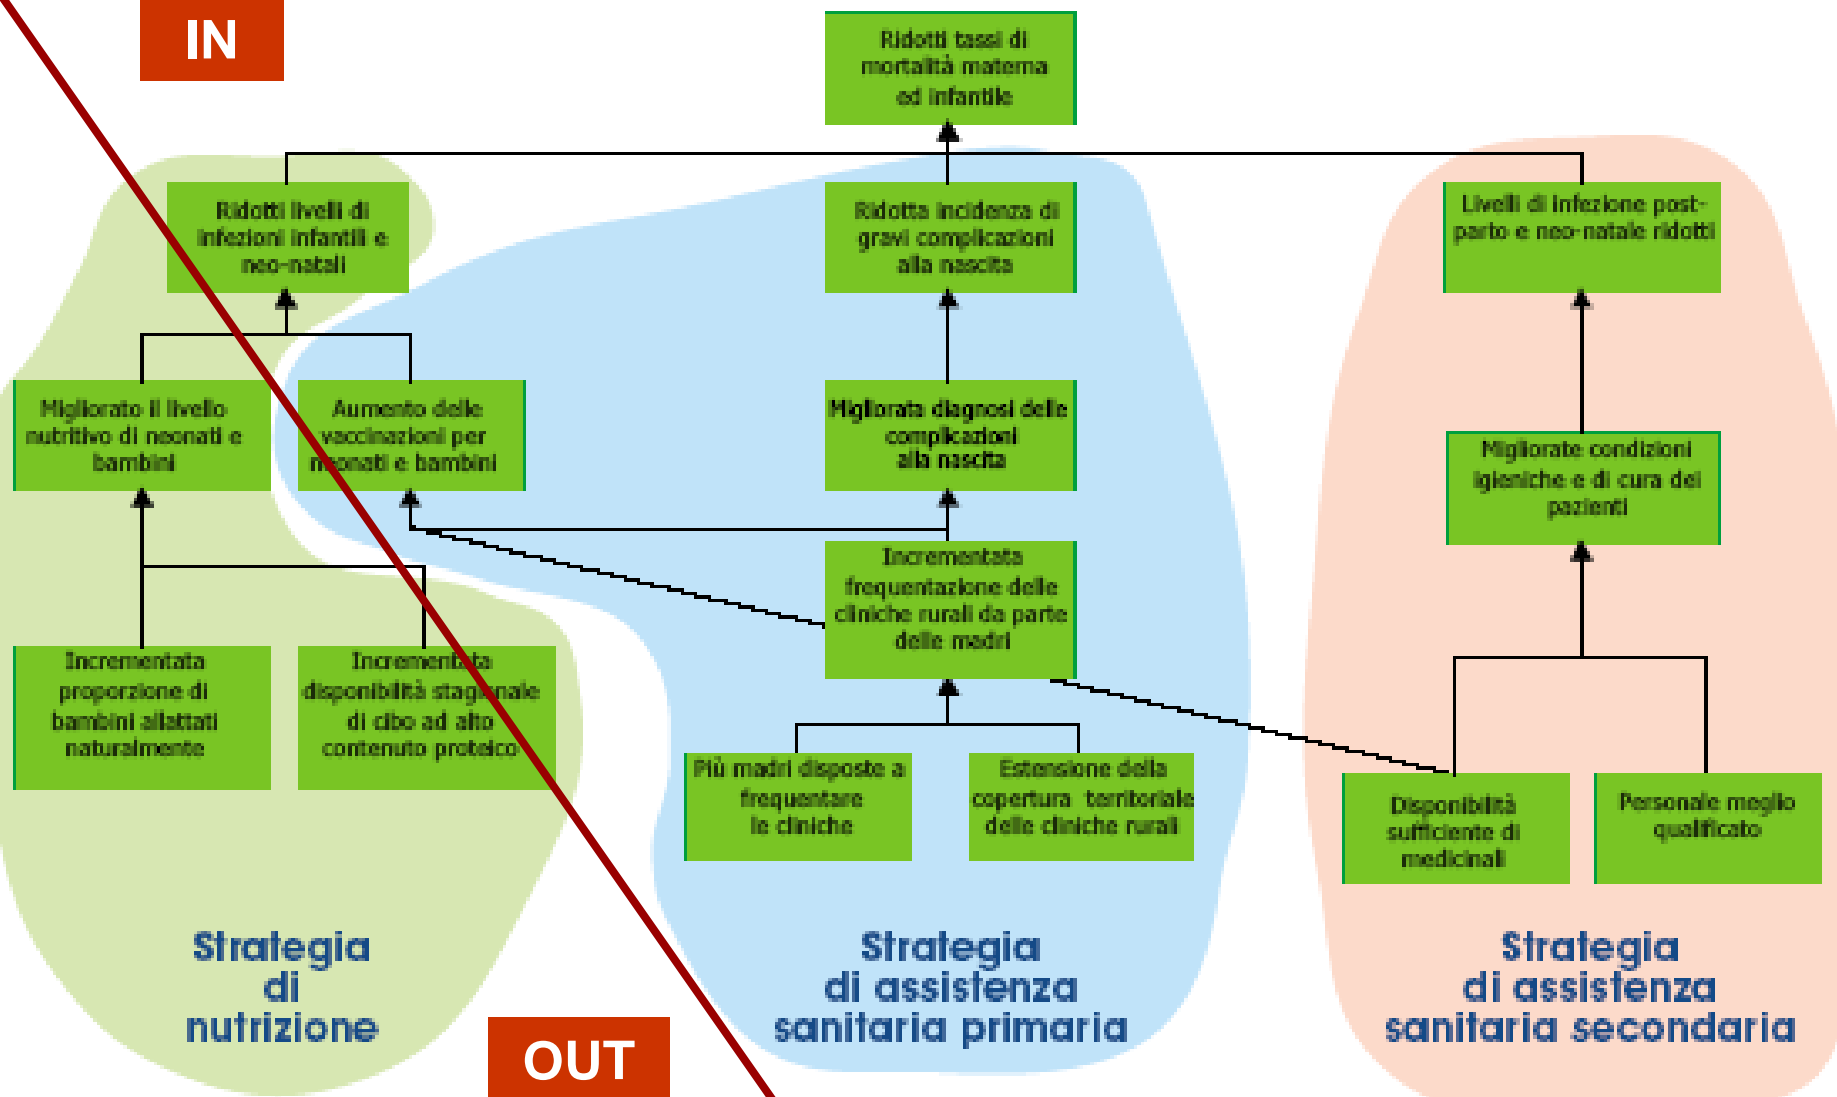 IN
Ridotti tassi di
mortalità materna
ed infantile
Ridotti livelli di
infezioni infantili e
neo-natali
Ridotta incidenza di
gravi complicazioni
alla nascita
Livelli di infezione post-
parto e neo-natale ridotti
Migliorato il livello
nutritivo di neonati e
bambini
Aumento delle
vaccinazioni per
neonati e bambini
Migliorata diagnosi delle
complicazioni
alla nascita
Migliorate condizioni
igieniche e di cura dei
pazienti
Incrementata
frequentazione delle
cliniche rurali da parte
delle madri
Incrementata
proporzione di
bambini allattati
naturalmente
Incrementata
disponibilità stagionale
di cibo ad alto
contenuto proteico
Più madri disposte a
frequentare
le cliniche
Estensione della
copertura territoriale
delle cliniche rurali
Disponibilità
sufficiente di
medicinali
Personale meglio
qualificato
Strategia
di
nutrizione
Strategia
di assistenza
sanitaria primaria
Strategia
di assistenza
sanitaria secondaria
OUT